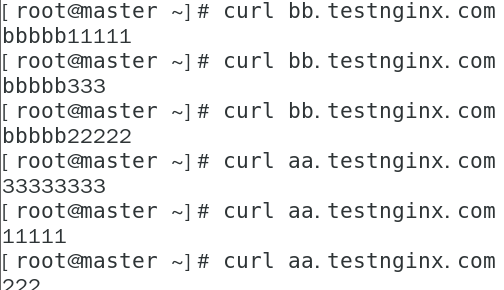 [ root@master ~]# curl bb.testnginx.com
bbbbb11111
[ root@master ~]# curl bb.testnginx.com
bbbbb333
[ root@master ~]# curl bb.testnginx.com
bbbbb22222
[ root@master ~]# curl aa.testnginx.com
33333333
[ root@master ~]# curl aa.testnginx.com
11111
[ root@master ~]# curl aa.testnginx.com
222